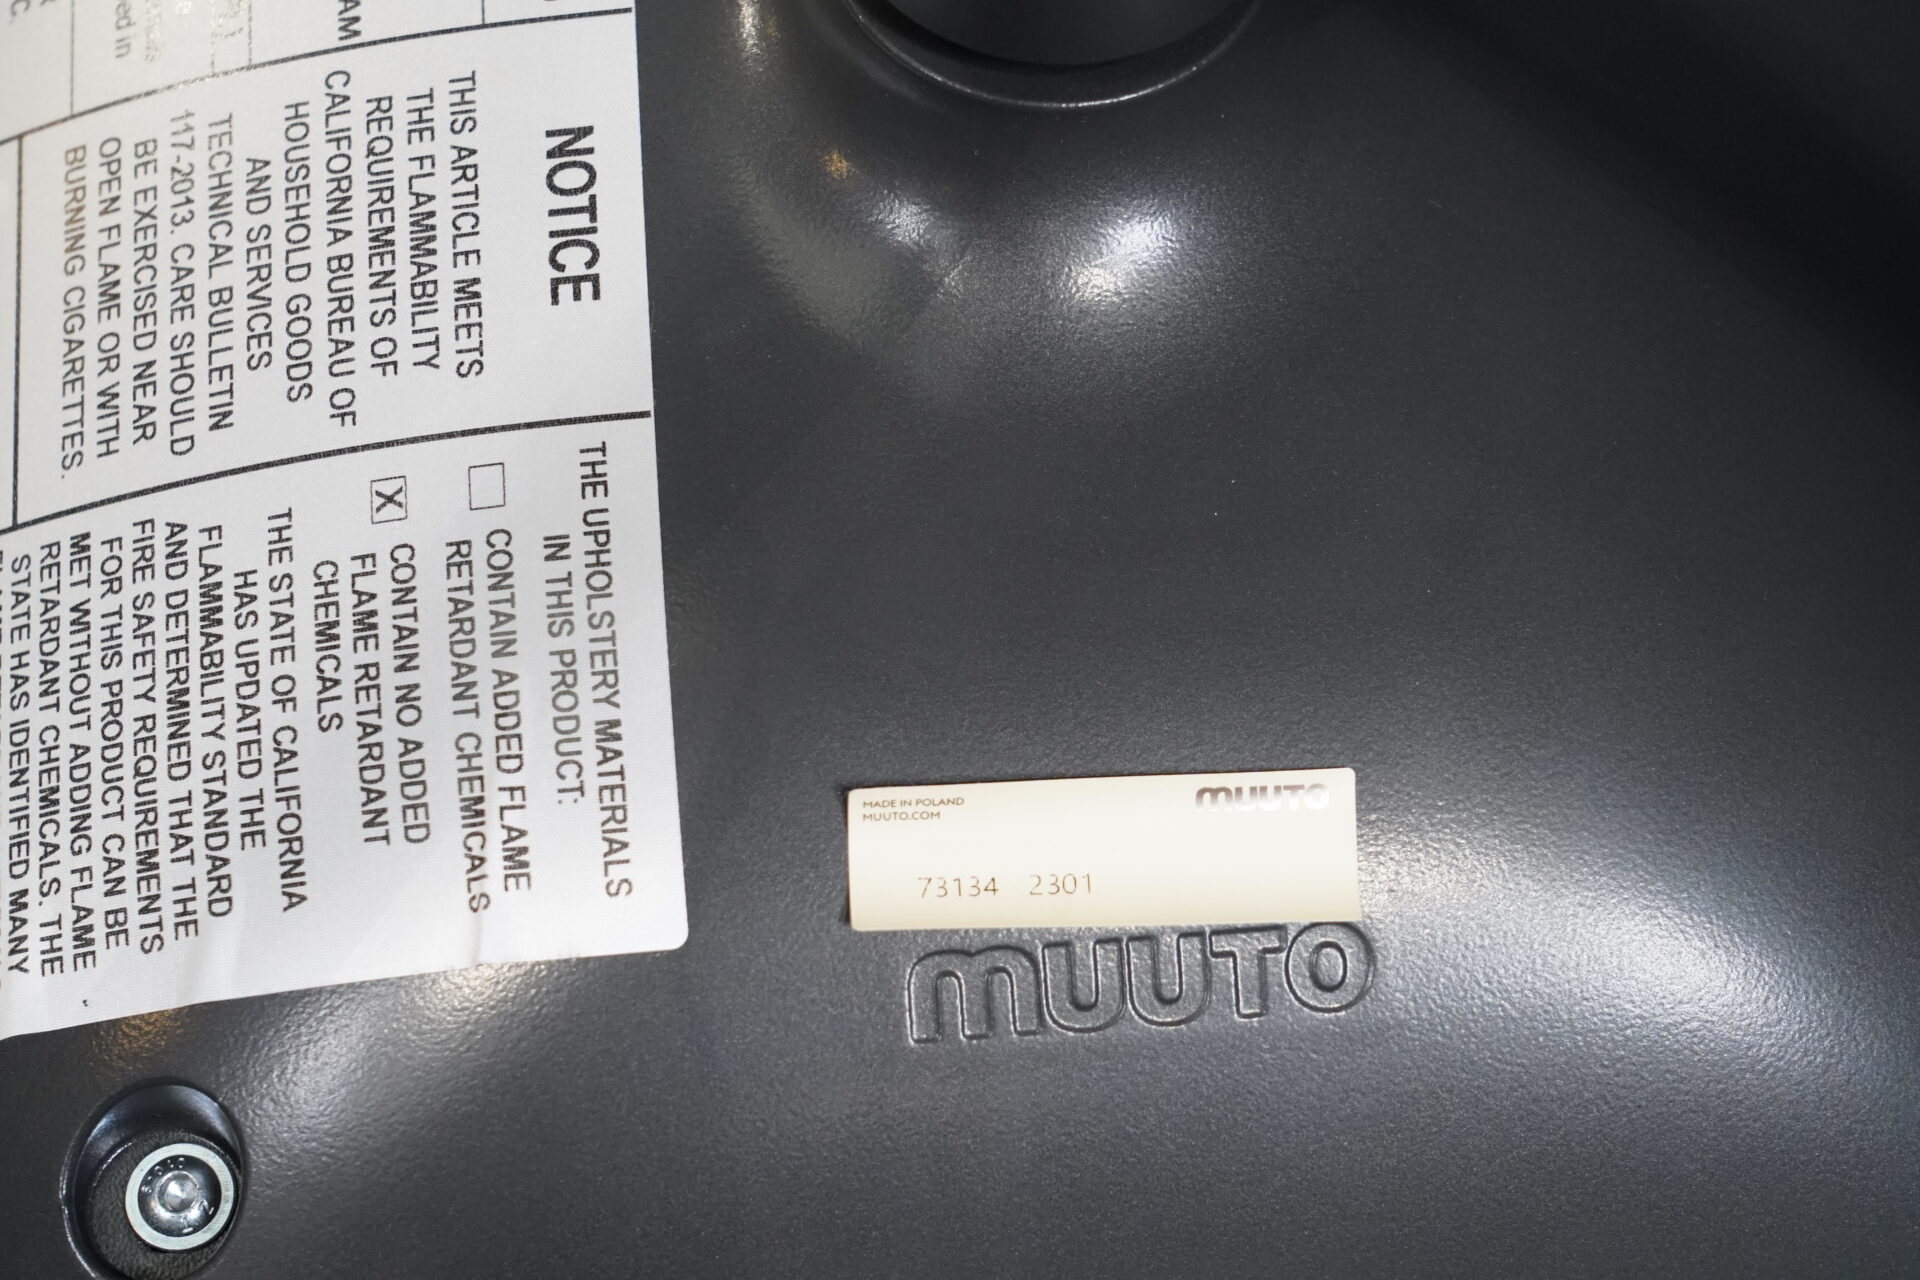 NOTICE
THIS ARTICLE MEETS
THE FLAMMABILITY
REQUIREMENTS OF
CALIFORNIA BUREAU OF
HOUSEHOLD GOODS
AND SERVICES
TECHNICAL BULLETIN
117-2013. CARE SHOULD
BE EXERCISED NEAR
OPEN FLAME OR WITH
BURNING CIGARETTES.
THE UPHOLSTERY MATERIALS
IN THIS PRODUCT:
CONTAIN ADDED FLAME
RETARDANT CHEMICALS
X CONTAIN NO ADDED
FLAME RETARDANT
CHEMICALS
THE STATE OF CALIFORNIA
HAS UPDATED THE
FLAMMABILITY STANDARD
AND DETERMINED THAT THE
FIRE SAFETY REQUIREMENTS
FOR THIS PRODUCT CAN BE
MET WITHOUT ADDING FLAME
RETARDANT CHEMICALS. THE
STATE HAS IDENTIFIED MANY
MADE IN POLAND
MUUTO.COM
muuto
73134 2301
muuto